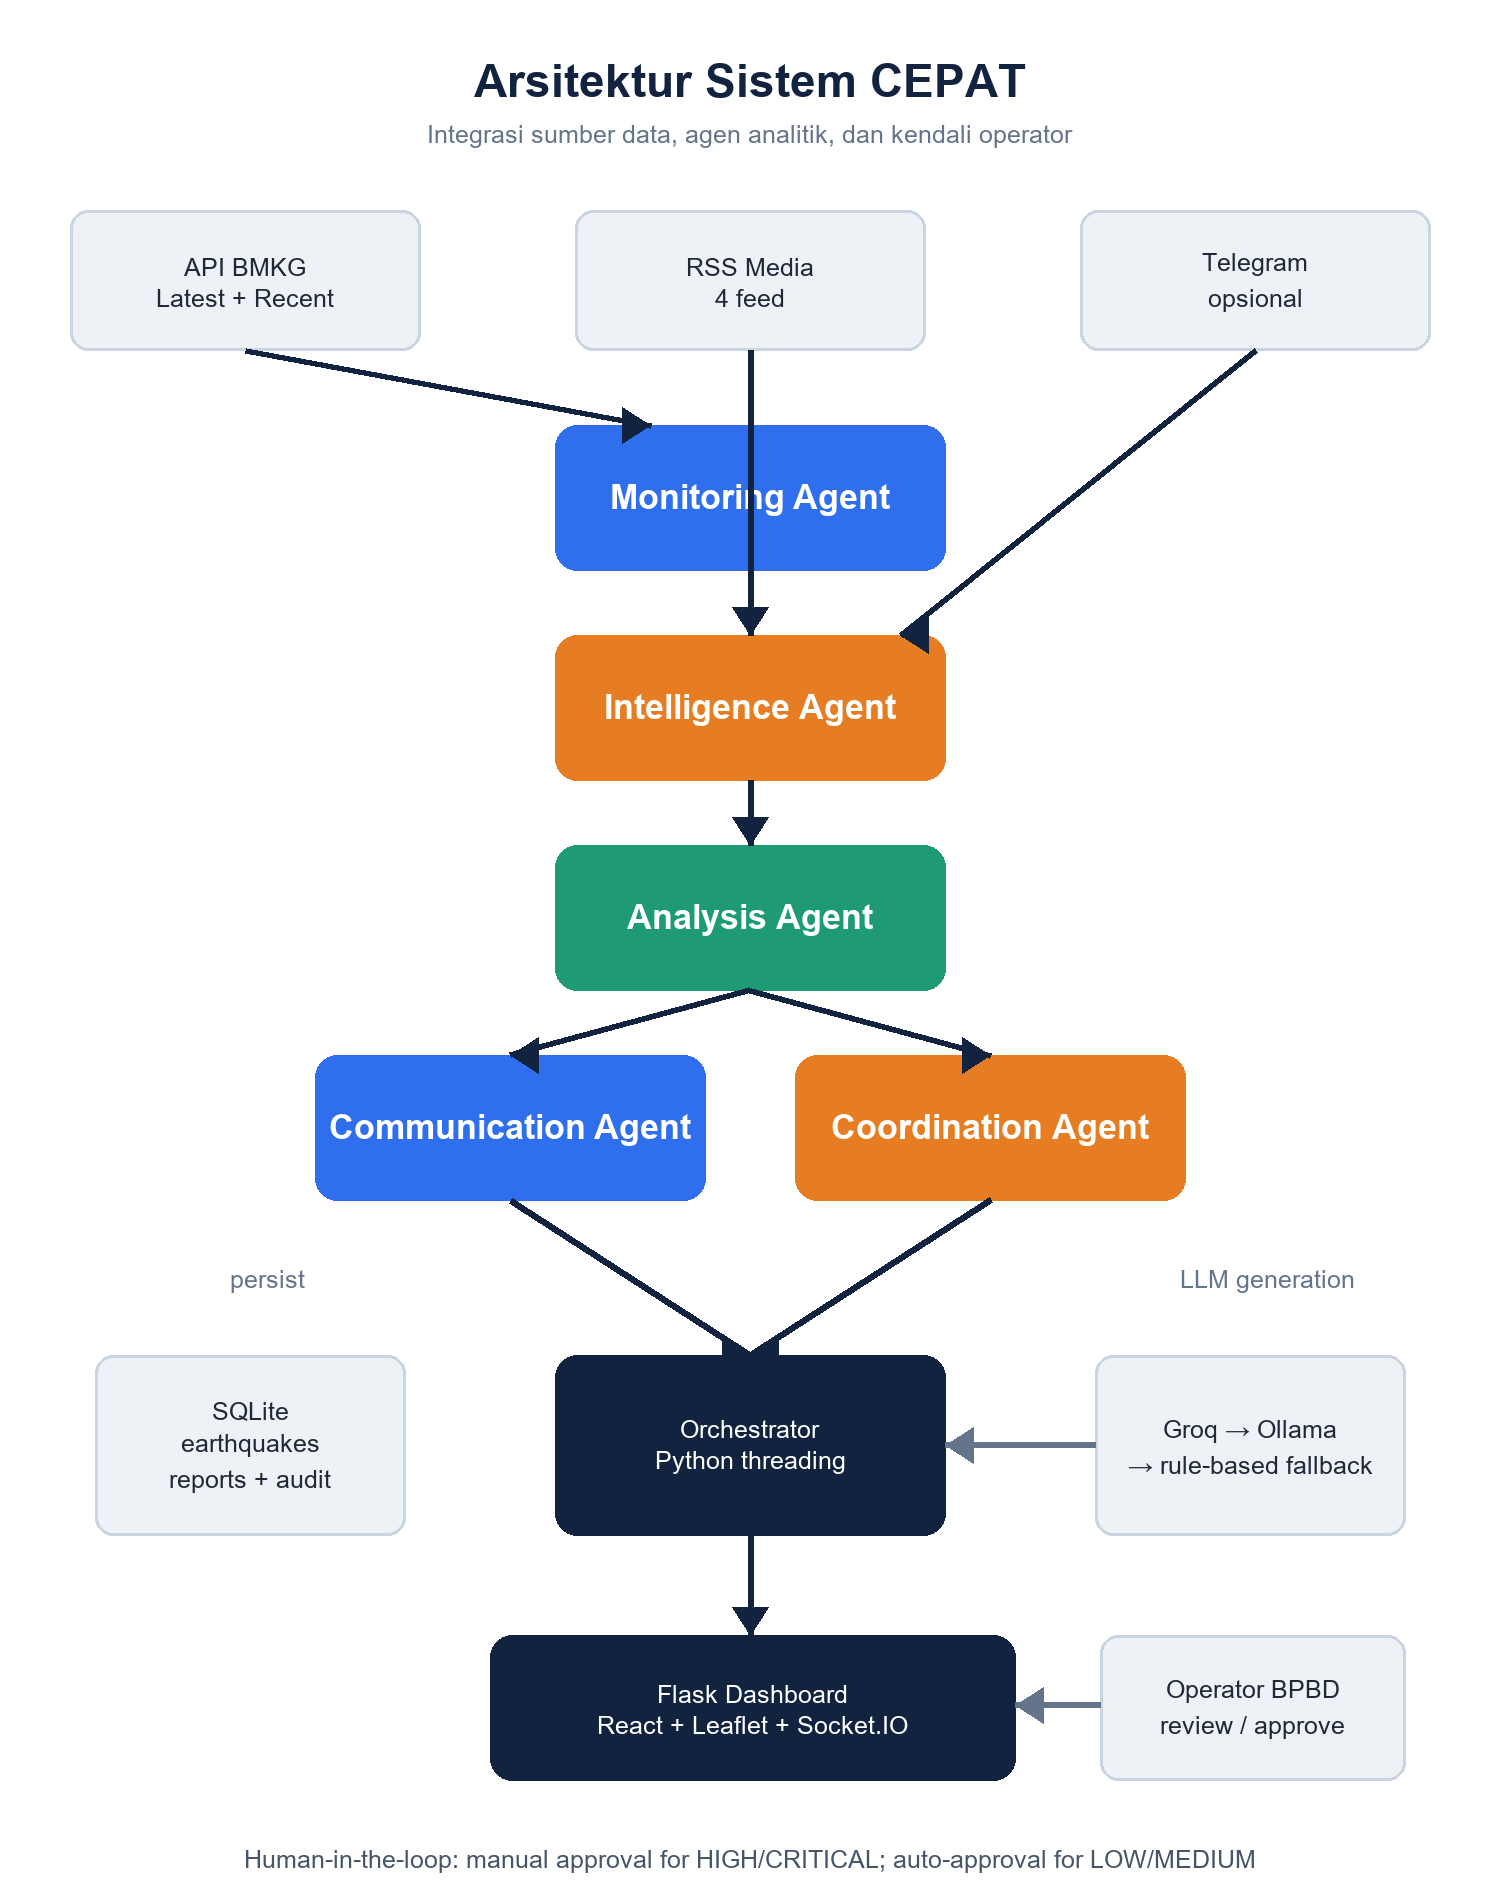 Arsitektur Sistem CEPAT
Integrasi sumber data, agen analitik, dan kendali operator
API BMKG
Latest + Recent
RSS Media
4 feed
Telegram
opsional
Monitoring Agent
Intelligence Agent
Analysis Agent
Communication Agent
Coordination Agent
persist
LLM generation
SQLite
earthquakes
reports + audit
Orchestrator
Python threading
Groq → Ollama
→ rule-based fallback
Flask Dashboard
React + Leaflet + Socket.IO
Operator BPBD
review / approve
Human-in-the-loop: manual approval for HIGH/CRITICAL; auto-approval for LOW/MEDIUM